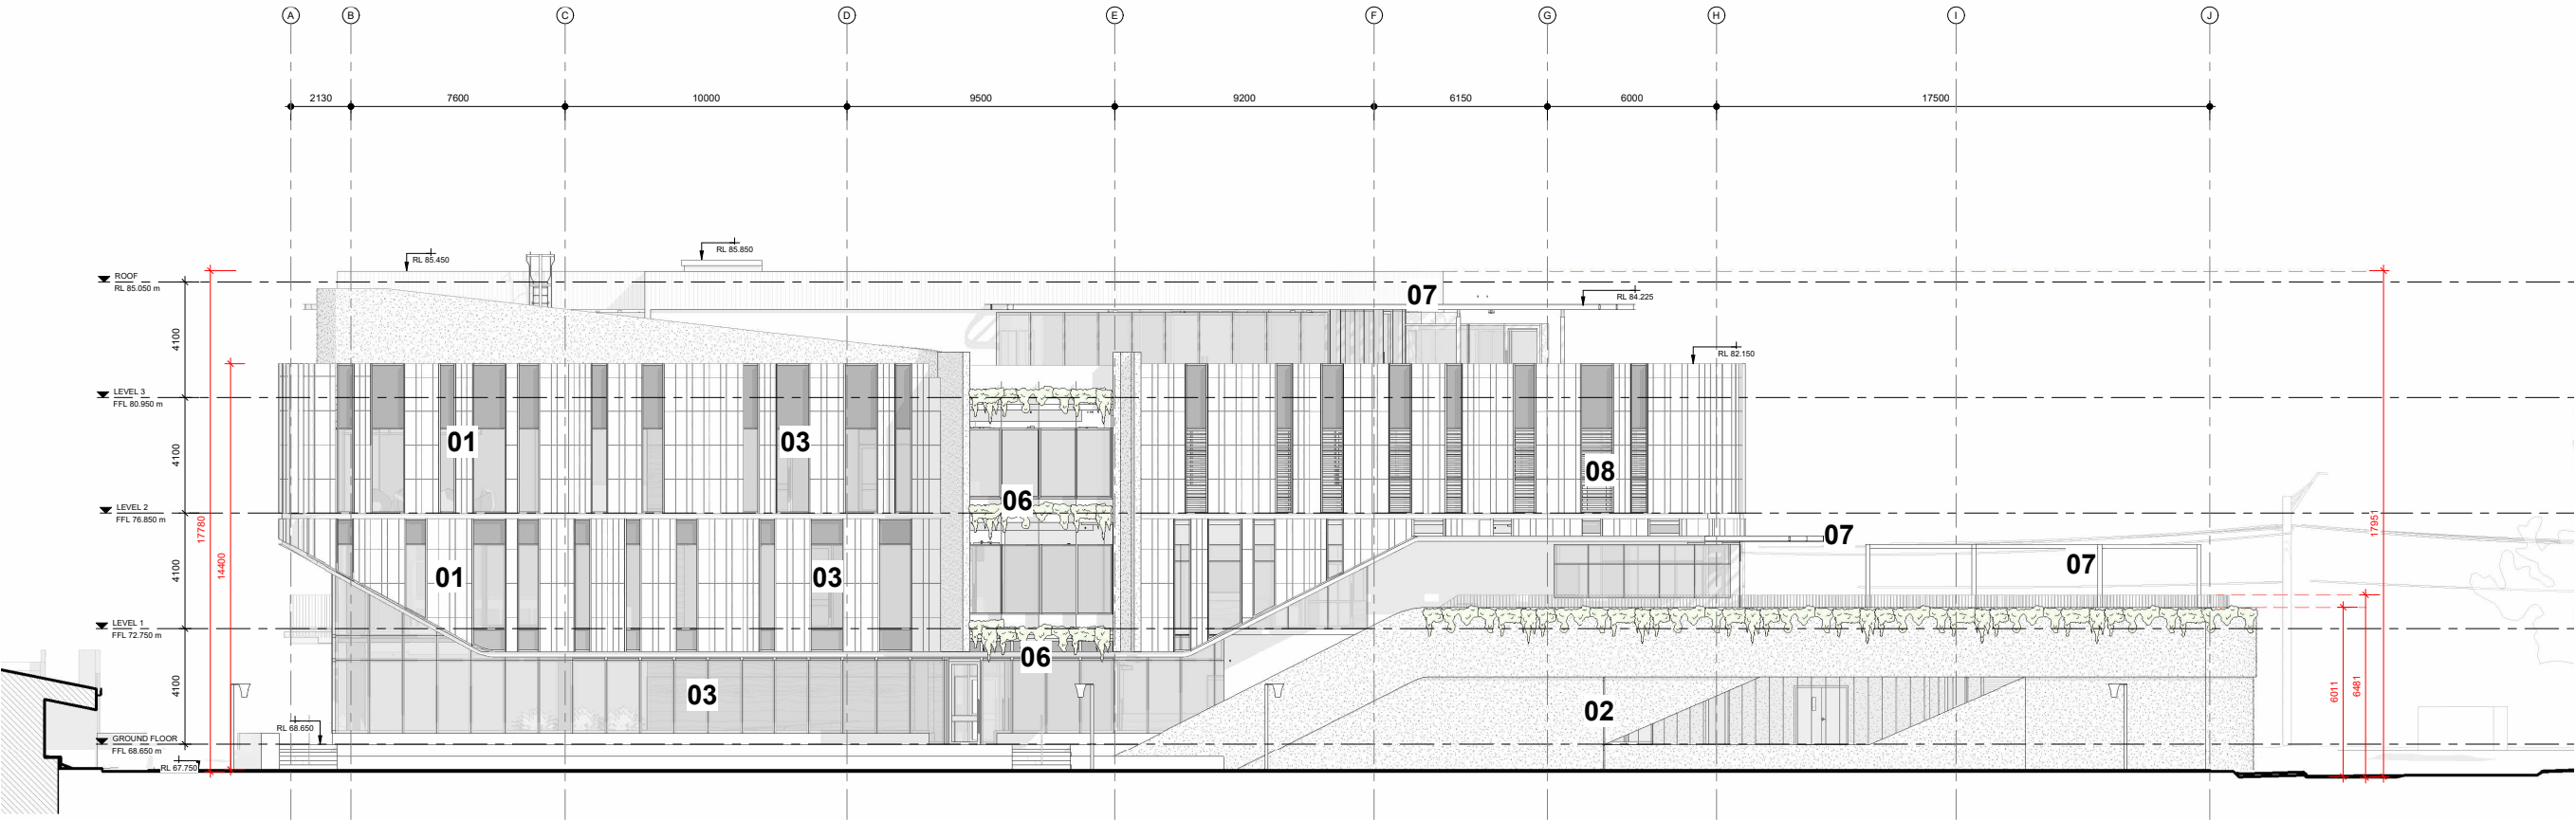 A B C D E F G H I J
2130 7600 10000 9500 9200 6150 6000 17500
RL 85.850
RL 85.450
ROOF
RL 85.050 m
07
RL 84.225
4100
RL 82.150
LEVEL 3
FFL 80.950 m
01 03
4100
08
06
LEVEL 2
FFL 76.850 m
17780
14400
17951
07
07
4100
01 03
LEVEL 1
FFL 72.750 m
06
4100
03
6011
6481
02
RL 68.650
GROUND FLOOR
FFL 68.650 m
RL 67.750